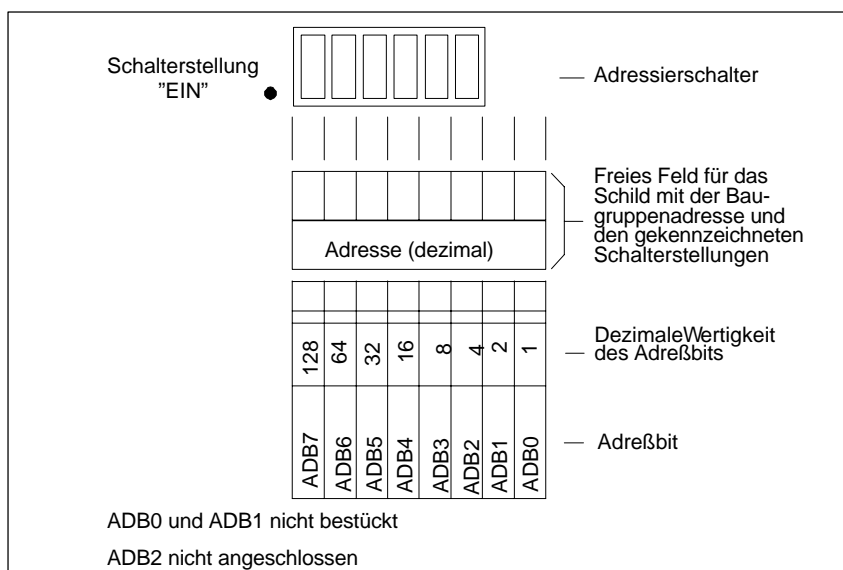 Schalterstellung
"EIN"
Adressierschalter
Freies Feld für das
Schild mit der Bau-
gruppenadresse und
den gekennzeichneten
Schalterstellungen
Adresse (dezimal)
128 64 32 16 8 4 2 1
DezimaleWertigkeit
des Adreßbits
ADB7 ADB6 ADB5 ADB4 ADB3 ADB2 ADB1 ADB0
Adreßbit
ADB0 und ADB1 nicht bestückt
ADB2 nicht angeschlossen